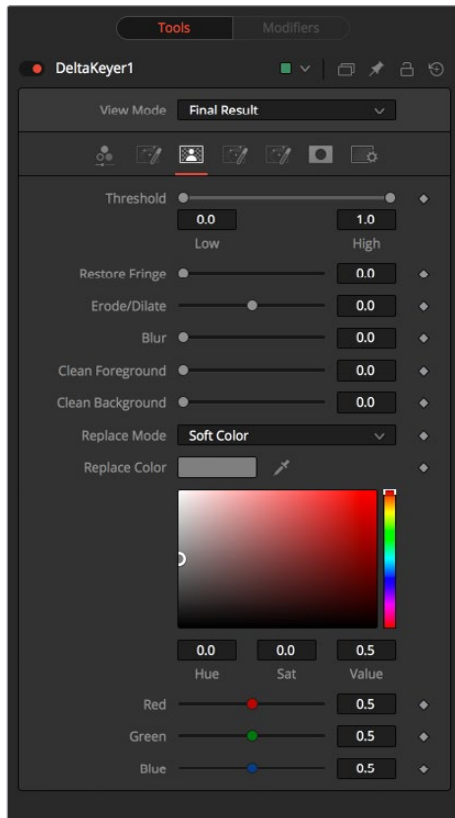 Tools Modifiers
DeltaKeyer1
View Mode Final Result
Threshold
0.0 1.0
Low High
Restore Fringe 0.0
Erode/Dilate 0.0
Blur 0.0
Clean Foreground 0.0
Clean Background 0.0
Replace Mode Soft Color
Replace Color
0.0 0.0 0.5
Hue Sat Value
Red 0.5
Green 0.5
Blue 0.5